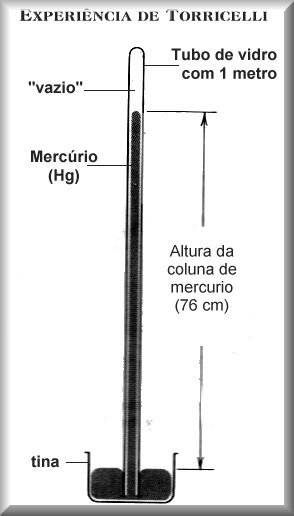 EXPERIÊNCIA DE TORRICELLI
Tubo de vidro
com 1 metro
"vazio"
Mercúrio
(Hg)
Altura da
coluna de
mercurio
(76 cm)
tina